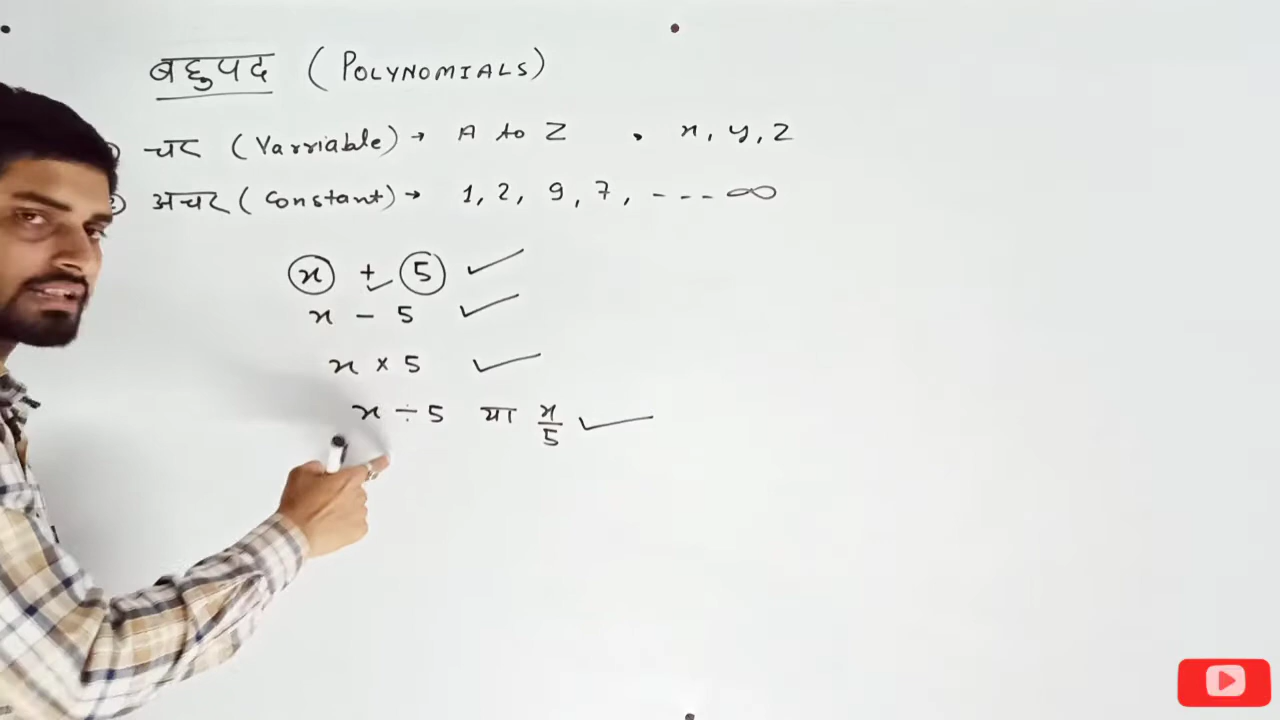 बहुपद (POLYNOMIALS)
चर (Varriable) → A to Z . x, y, z
अचर (Constant) → 1, 2, 9, 7, - - - ∞
x + 5 ✓
x - 5 ✓
x × 5 ✓
x ÷ 5 या x/5 ✓